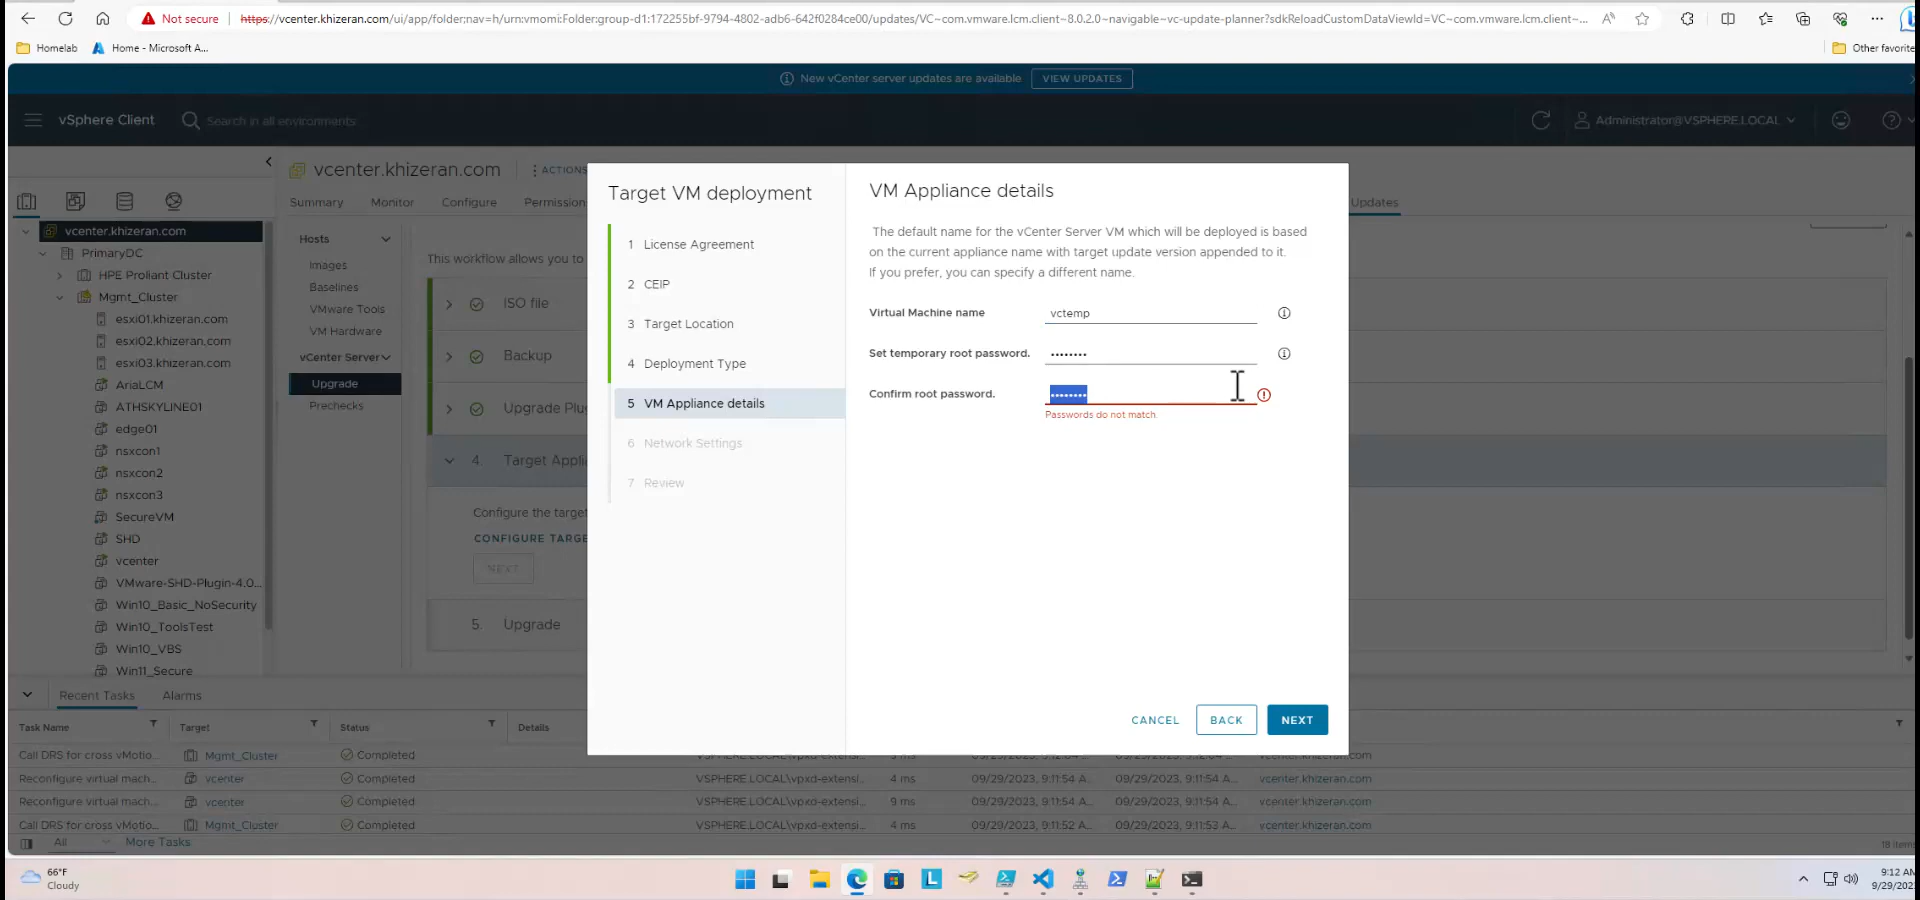 Not secure
https://vcenter.khizeran.com/ui/app/folder;nav=h/urn:vmomi:Folder:group-d1:172255bf-9794-4802-adb6-642f0284ce00/updates/VC~com.vmware.lcm.client~8.0.2.0~navigable~vc-update-planner?sdkReloadCustomDataViewId=VC~com.vmware.lcm.client~...
Homelab
Home - Microsoft A...
Other favorite
New vCenter server updates are available
VIEW UPDATES
vSphere Client
Search in all environments
Administrator@VSPHERE.LOCAL
vcenter.khizeran.com
ACTIONS
Summary
Monitor
Configure
Permission
Updates
vcenter.khizeran.com
PrimaryDC
HPE Proliant Cluster
Mgmt_Cluster
esxi01.khizeran.com
esxi02.khizeran.com
esxi03.khizeran.com
AriaLCM
ATHSKYLINE01
edge01
nsxcon1
nsxcon2
nsxcon3
SecureVM
SHD
vcenter
VMware-SHD-Plugin-4.0...
Win10_Basic_NoSecurity
Win10_ToolsTest
Win10_VBS
Win11_Secure
Hosts
Images
Baselines
VMware Tools
VM Hardware
vCenter Server
Upgrade
Prechecks
This workflow allows you to
ISO file
Backup
Upgrade Plu
4. Target Appli
Configure the target
CONFIGURE TARGE
NEXT
5. Upgrade
Target VM deployment
1 License Agreement
2 CEIP
3 Target Location
4 Deployment Type
5 VM Appliance details
6 Network Settings
7 Review
VM Appliance details
The default name for the vCenter Server VM which will be deployed is based
on the current appliance name with target update version appended to it.
If you prefer, you can specify a different name.
Virtual Machine name
vctemp
Set temporary root password.
Confirm root password.
Passwords do not match.
CANCEL
BACK
NEXT
Recent Tasks
Alarms
Task Name
Target
Status
Details
Call DRS for cross vMotio... Mgmt_Cluster Completed VSPHERE.LOCAL\vpxd-extensi... 9 ms 09/29/2023, 9:12:04 A... 09/29/2023, 9:12:04 A... vcenter.khizeran.com
Reconfigure virtual mach... vcenter Completed VSPHERE.LOCAL\vpxd-extensi... 4 ms 09/29/2023, 9:11:54 A... 09/29/2023, 9:11:54 A... vcenter.khizeran.com
Reconfigure virtual mach... vcenter Completed VSPHERE.LOCAL\vpxd-extensi... 9 ms 09/29/2023, 9:11:54 A... 09/29/2023, 9:11:54 A... vcenter.khizeran.com
Call DRS for cross vMotio... Mgmt_Cluster Completed VSPHERE.LOCAL\vpxd-extensi... 4 ms 09/29/2023, 9:11:52 A... 09/29/2023, 9:11:53 A... vcenter.khizeran.com
All
More Tasks
18 items
66°F
Cloudy
9:12 AM
9/29/202